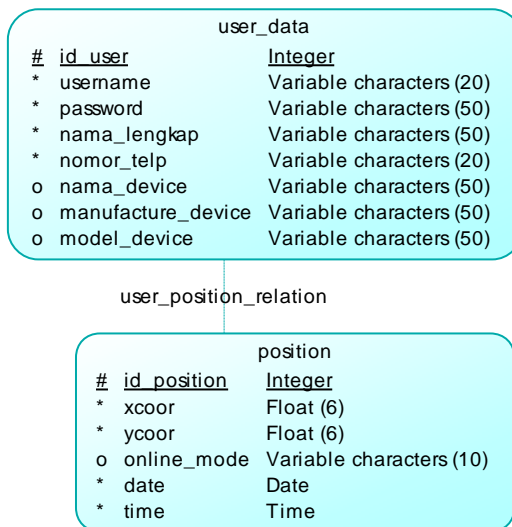 user_data
# id_user Integer
* username Variable characters (20)
* password Variable characters (50)
* nama_lengkap Variable characters (50)
* nomor_telp Variable characters (20)
o nama_device Variable characters (50)
o manufacture_device Variable characters (50)
o model_device Variable characters (50)
user_position_relation
position
# id_position Integer
* xcoor Float (6)
* ycoor Float (6)
o online_mode Variable characters (10)
* date Date
* time Time